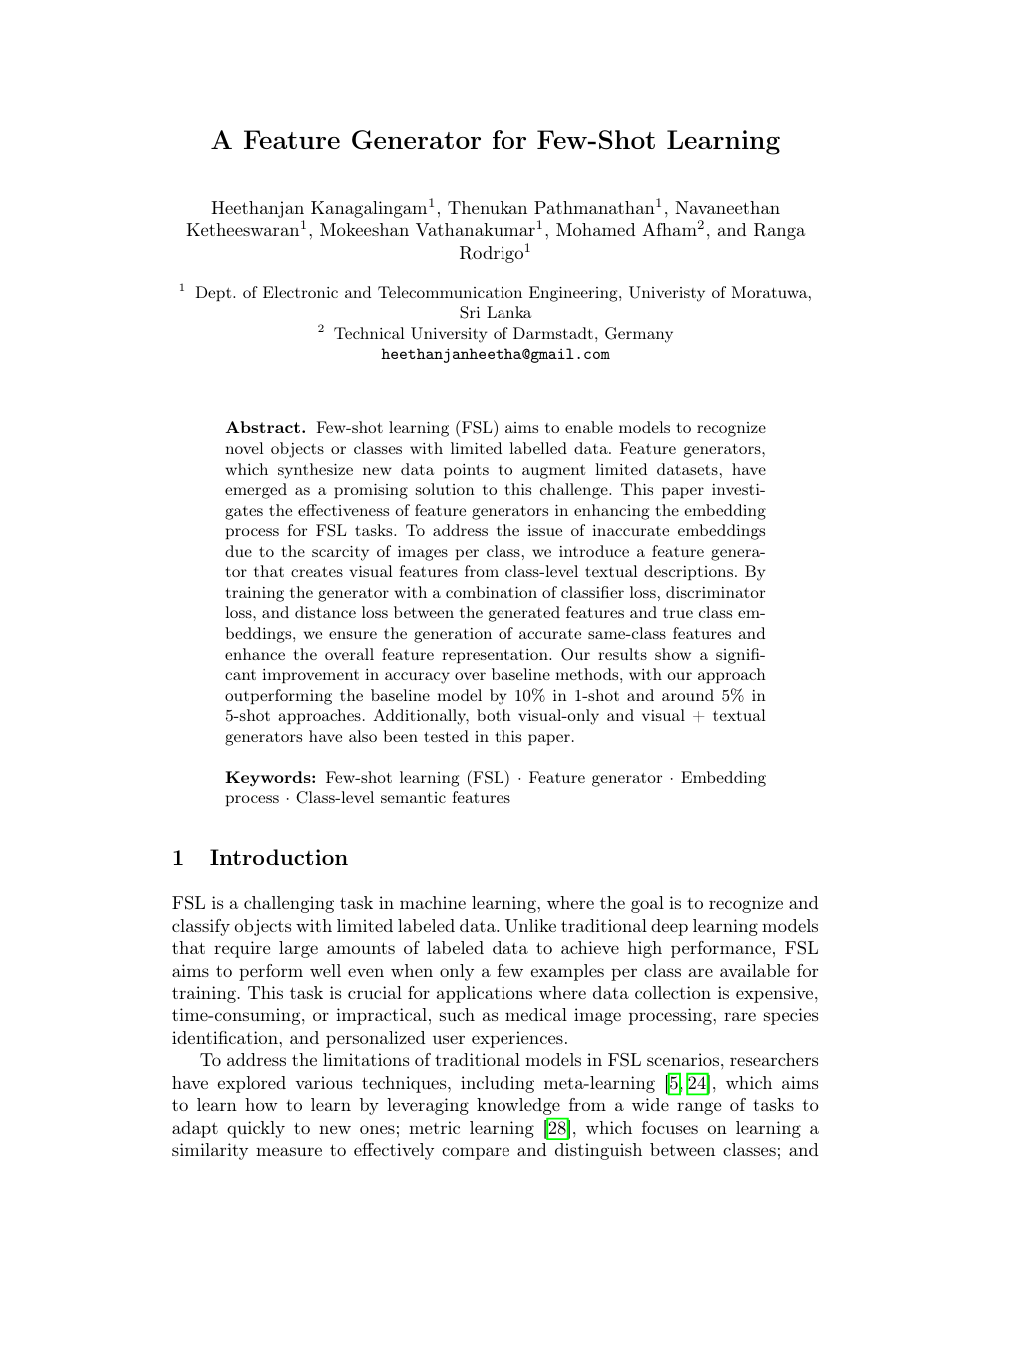 A Feature Generator for Few-Shot Learning
Heethanjan Kanagalingam¹, Thenukan Pathmanathan¹, Navaneethan
Ketheeswaran¹, Mokeeshan Vathanakumar¹, Mohamed Afham², and Ranga
Rodrigo¹
¹ Dept. of Electronic and Telecommunication Engineering, Univeristy of Moratuwa,
Sri Lanka
² Technical University of Darmstadt, Germany
heethanjanheetha@gmail.com
Abstract. Few-shot learning (FSL) aims to enable models to recognize
novel objects or classes with limited labelled data. Feature generators,
which synthesize new data points to augment limited datasets, have
emerged as a promising solution to this challenge. This paper investi-
gates the effectiveness of feature generators in enhancing the embedding
process for FSL tasks. To address the issue of inaccurate embeddings
due to the scarcity of images per class, we introduce a feature genera-
tor that creates visual features from class-level textual descriptions. By
training the generator with a combination of classifier loss, discriminator
loss, and distance loss between the generated features and true class em-
beddings, we ensure the generation of accurate same-class features and
enhance the overall feature representation. Our results show a signifi-
cant improvement in accuracy over baseline methods, with our approach
outperforming the baseline model by 10% in 1-shot and around 5% in
5-shot approaches. Additionally, both visual-only and visual + textual
generators have also been tested in this paper.
Keywords: Few-shot learning (FSL) · Feature generator · Embedding
process · Class-level semantic features
1 Introduction
FSL is a challenging task in machine learning, where the goal is to recognize and
classify objects with limited labeled data. Unlike traditional deep learning models
that require large amounts of labeled data to achieve high performance, FSL
aims to perform well even when only a few examples per class are available for
training. This task is crucial for applications where data collection is expensive,
time-consuming, or impractical, such as medical image processing, rare species
identification, and personalized user experiences.
To address the limitations of traditional models in FSL scenarios, researchers
have explored various techniques, including meta-learning [5,24], which aims
to learn how to learn by leveraging knowledge from a wide range of tasks to
adapt quickly to new ones; metric learning [28], which focuses on learning a
similarity measure to effectively compare and distinguish between classes; and